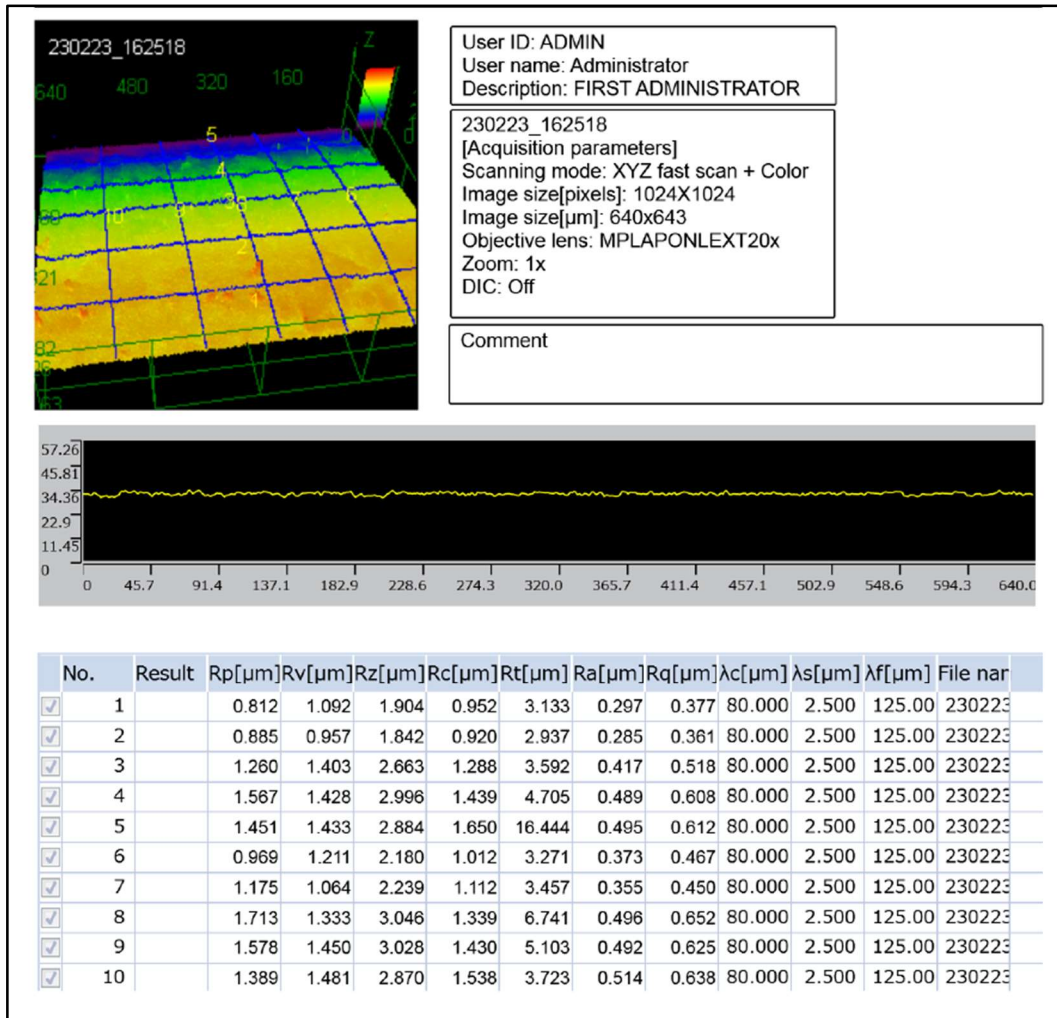 230223_162518
Z
640 480 320 160 0
5
4
10 9 3 8 7 6
2
321
1
User ID: ADMIN
User name: Administrator
Description: FIRST ADMINISTRATOR
230223_162518
[Acquisition parameters]
Scanning mode: XYZ fast scan + Color
Image size[pixels]: 1024X1024
Image size[μm]: 640x643
Objective lens: MPLAPONLEXT20x
Zoom: 1x
DIC: Off
Comment
57.26
45.81
34.36
22.9
11.45
0
0 45.7 91.4 137.1 182.9 228.6 274.3 320.0 365.7 411.4 457.1 502.9 548.6 594.3 640.0
No. Result Rp[μm] Rv[μm] Rz[μm] Rc[μm] Rt[μm] Ra[μm] Rq[μm] λc[μm] λs[μm] λf[μm] File nar
1 0.812 1.092 1.904 0.952 3.133 0.297 0.377 80.000 2.500 125.00 230223
2 0.885 0.957 1.842 0.920 2.937 0.285 0.361 80.000 2.500 125.00 230223
3 1.260 1.403 2.663 1.288 3.592 0.417 0.518 80.000 2.500 125.00 230223
4 1.567 1.428 2.996 1.439 4.705 0.489 0.608 80.000 2.500 125.00 230223
5 1.451 1.433 2.884 1.650 16.444 0.495 0.612 80.000 2.500 125.00 230223
6 0.969 1.211 2.180 1.012 3.271 0.373 0.467 80.000 2.500 125.00 230223
7 1.175 1.064 2.239 1.112 3.457 0.355 0.450 80.000 2.500 125.00 230223
8 1.713 1.333 3.046 1.339 6.741 0.496 0.652 80.000 2.500 125.00 230223
9 1.578 1.450 3.028 1.430 5.103 0.492 0.625 80.000 2.500 125.00 230223
10 1.389 1.481 2.870 1.538 3.723 0.514 0.638 80.000 2.500 125.00 230223